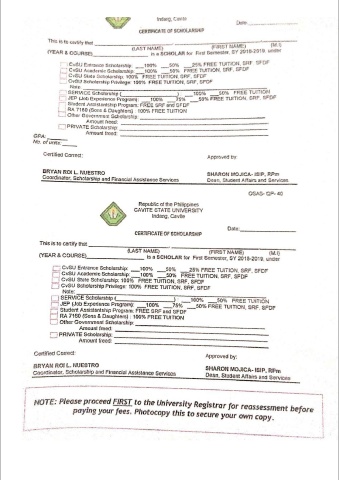 Indang, Cavite
Date:
CERTIFICATE OF SCHOLARSHIP
This is to certify that
(LAST NAME) (FIRST NAME) (M.I)
(YEAR & COURSE) is a SCHOLAR for First Semester, SY 2018-2019, under
CvSU Entrance Scholarship: ___100% ___50% ___25% FREE TUITION, SRF, SFDF
CvSU Academic Scholarship: ___100% ___50% FREE TUITION, SRF, SFDF
CvSU State Scholarship: 100% FREE TUITION, SRF, SFDF
CvSU Scholarship Privilege: 100% FREE TUITION, SRF, SFDF
Note:
SERVICE Scholarship (____________) ___100% ___50% FREE TUITION
JEP (Job Experience Program): ___100% ___75% ___50% FREE TUITION, SRF, SFDF
Student Assistantship Program: FREE SRF and SFDF
RA 7160 (Sons & Daughters) : 100% FREE TUITION
Other Government Scholarship
Amount fixed:
PRIVATE Scholarship:
Amount fixed:
GPA:
No. of units:
Certified Correct: Approved by:
BRYAN ROI L. NUESTRO SHARON MOJICA- ISIP, RPm
Coordinator, Scholarship and Financial Assistance Services Dean, Student Affairs and Services
OSAS- QF- 40
Republic of the Philippines
CAVITE STATE UNIVERSITY
Indang, Cavite
Date:
CERTIFICATE OF SCHOLARSHIP
This is to certify that
(LAST NAME) (FIRST NAME) (M.I)
(YEAR & COURSE) is a SCHOLAR for First Semester, SY 2018-2019, under
CvSU Entrance Scholarship: ___100% ___50% ___25% FREE TUITION, SRF, SFDF
CvSU Academic Scholarship: ___100% ___50% FREE TUITION, SRF, SFDF
CvSU State Scholarship: 100% FREE TUITION, SRF, SFDF
CvSU Scholarship Privilege: 100% FREE TUITION, SRF, SFDF
Note:
SERVICE Scholarship (____________) ___100% ___50% FREE TUITION
JEP (Job Experience Program): ___100% ___75% ___50% FREE TUITION, SRF, SFDF
Student Assistantship Program: FREE SRF and SFDF
RA 7160 (Sons & Daughters) : 100% FREE TUITION
Other Government Scholarship:
Amount fixed:
PRIVATE Scholarship:
Amount fixed:
Certified Correct: Approved by:
BRYAN ROI L. NUESTRO SHARON MOJICA- ISIP, RPm
Coordinator, Scholarship and Financial Assistance Services Dean, Student Affairs and Services
NOTE: Please proceed FIRST to the University Registrar for reassessment before
paying your fees. Photocopy this to secure your own copy.